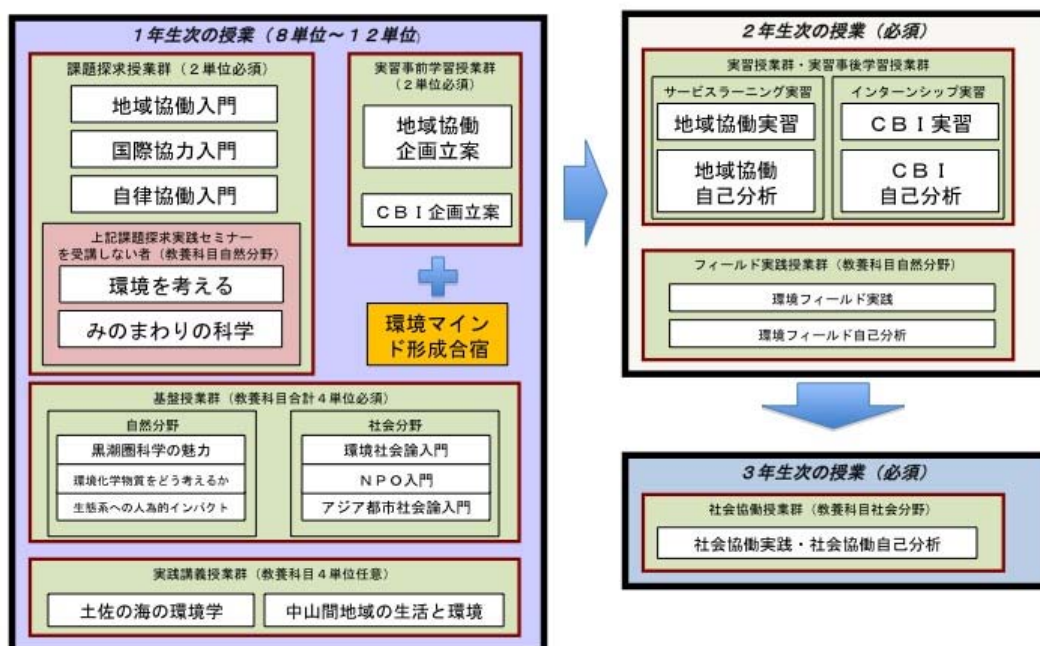 1年生次の授業（8単位～12単位）
課題探求授業群（2単位必須）
地域協働入門
国際協力入門
自律協働入門
上記課題探求実践セミナー
を受講しない者（教養科目自然分野）
環境を考える
みのまわりの科学
実習事前学習授業群
（2単位必須）
地域協働
企画立案
ＣＢＩ企画立案
環境マイン
ド形成合宿
基盤授業群（教養科目合計4単位必須）
自然分野
黒潮圏科学の魅力
環境化学物質をどう考えるか
生態系への人為的インパクト
社会分野
環境社会論入門
ＮＰＯ入門
アジア都市社会論入門
実践講義授業群（教養科目4単位任意）
土佐の海の環境学
中山間地域の生活と環境
2年生次の授業（必須）
実習授業群・実習事後学習授業群
サービスラーニング実習
地域協働実習
地域協働
自己分析
インターンシップ実習
ＣＢＩ実習
ＣＢＩ
自己分析
フィールド実践授業群（教養科目自然分野）
環境フィールド実践
環境フィールド自己分析
3年生次の授業（必須）
社会協働授業群（教養科目社会分野）
社会協働実践・社会協働自己分析